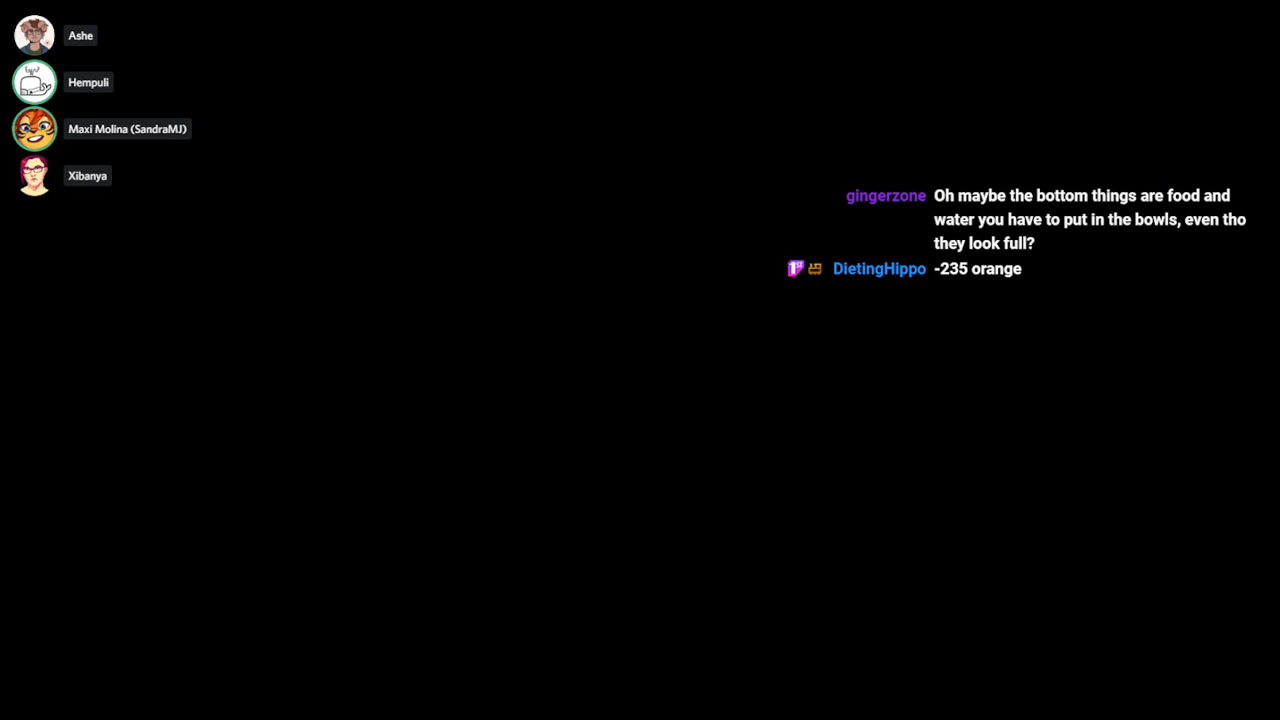 Ashe
Hempuli
Maxi Molina (SandraMJ)
Xibanya
gingerzone Oh maybe the bottom things are food and
water you have to put in the bowls, even tho
they look full?
1ST DietingHippo -235 orange